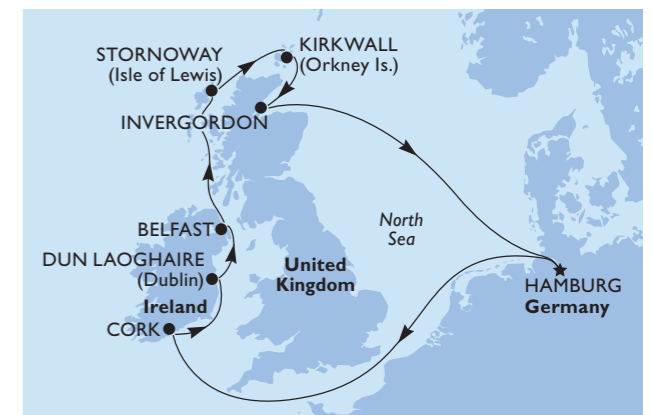 STORNOWAY
(Isle of Lewis)
KIRKWALL
(Orkney Is.)
INVERGORDON
BELFAST
North
Sea
DUN LAOGHAIRE
(Dublin)
United
Kingdom
HAMBURG
Germany
Ireland
CORK